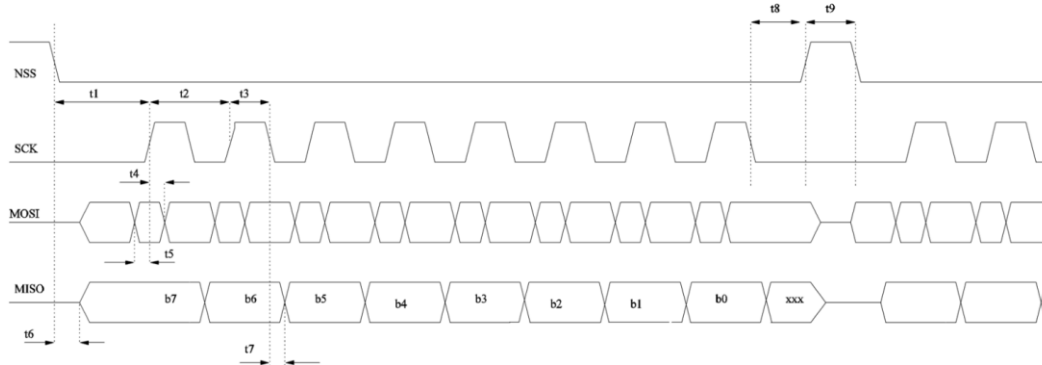 t8 t9
NSS
t1 t2 t3
SCK
t4
MOSI
t5
MISO
b7 b6 b5 b4 b3 b2 b1 b0 xxx
t6
t7